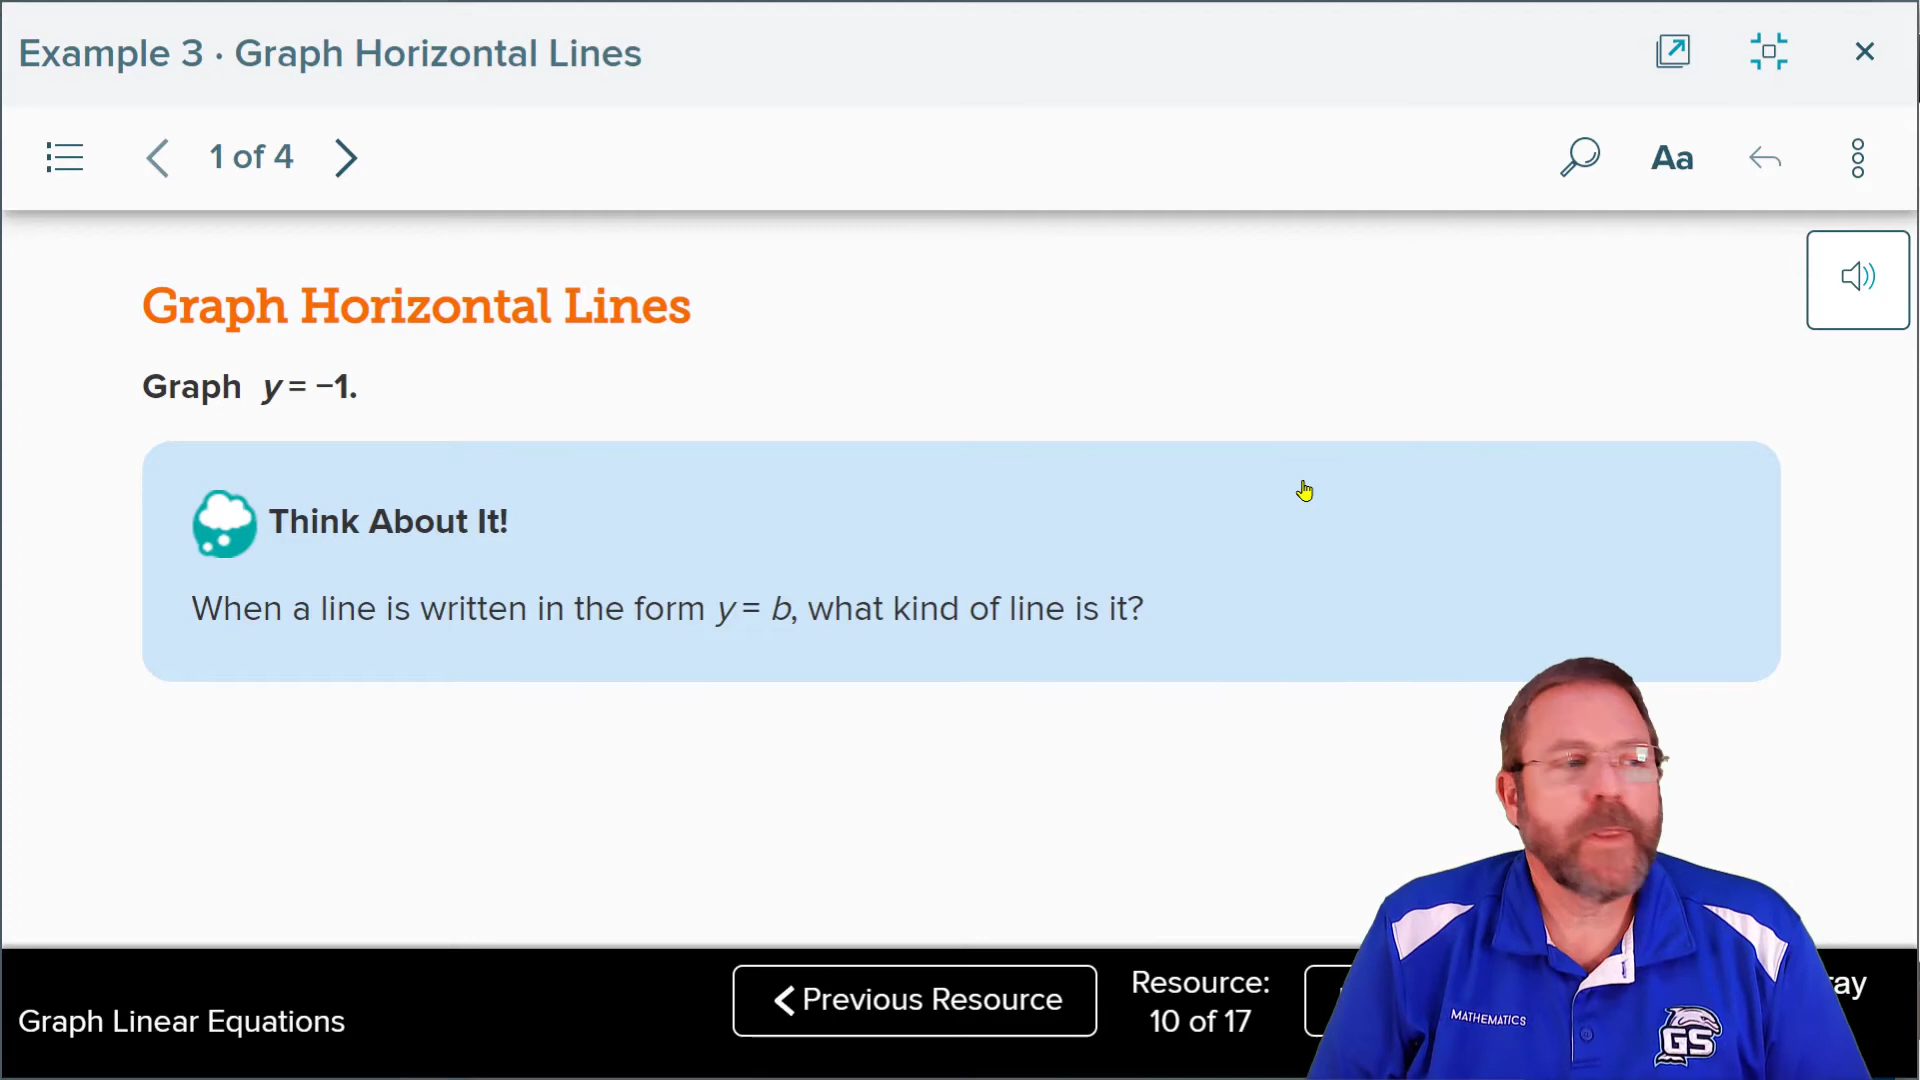 Example 3 · Graph Horizontal Lines
1 of 4
Aa
Graph Horizontal Lines
Graph y = −1.
Think About It!
When a line is written in the form y = b, what kind of line is it?
Previous Resource
Resource:
10 of 17
ray
Graph Linear Equations
MATHEMATICS
GS